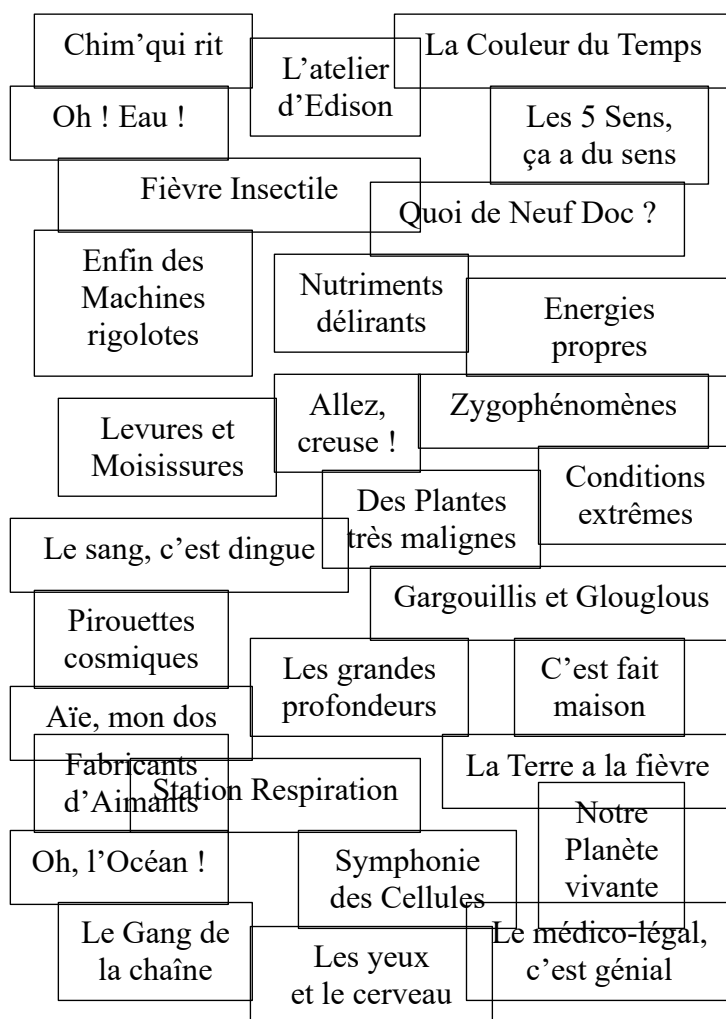 Chim’qui rit
La Couleur du Temps
L’atelier
d’Edison
Oh ! Eau !
Les 5 Sens,
ça a du sens
Fièvre Insectile
Quoi de Neuf Doc ?
Enfin des
Machines
rigolotes
Nutriments
délirants
Energies
propres
Levures et
Moisissures
Allez,
creuse !
Zygophénomènes
Des Plantes
très malignes
Conditions
extrêmes
Le sang, c’est dingue
Gargouillis et Glouglous
Pirouettes
cosmiques
Les grandes
profondeurs
C’est fait
maison
Aïe, mon dos
Fabricants
d’Aimants
Station Respiration
La Terre a la fièvre
Notre
Planète
vivante
Oh, l’Océan !
Symphonie
des Cellules
Le Gang de
la chaîne
Les yeux
et le cerveau
Le médico-légal,
c’est génial